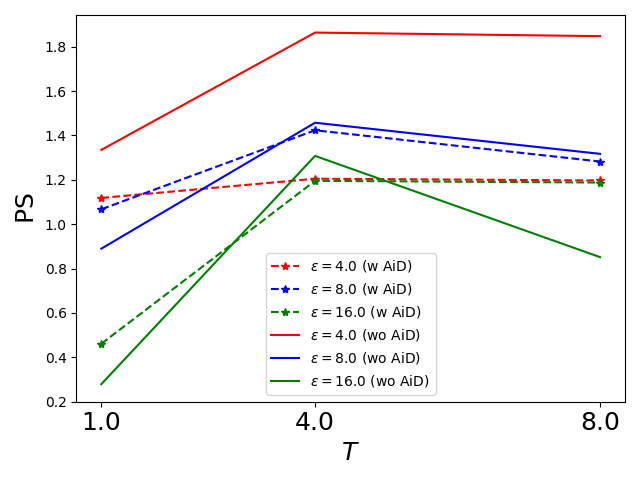 1.8
1.6
1.4
1.2
1.0
0.8
0.6
0.4
0.2
PS
ε = 4.0 (w AiD)
ε = 8.0 (w AiD)
ε = 16.0 (w AiD)
ε = 4.0 (wo AiD)
ε = 8.0 (wo AiD)
ε = 16.0 (wo AiD)
1.0 4.0 8.0
T